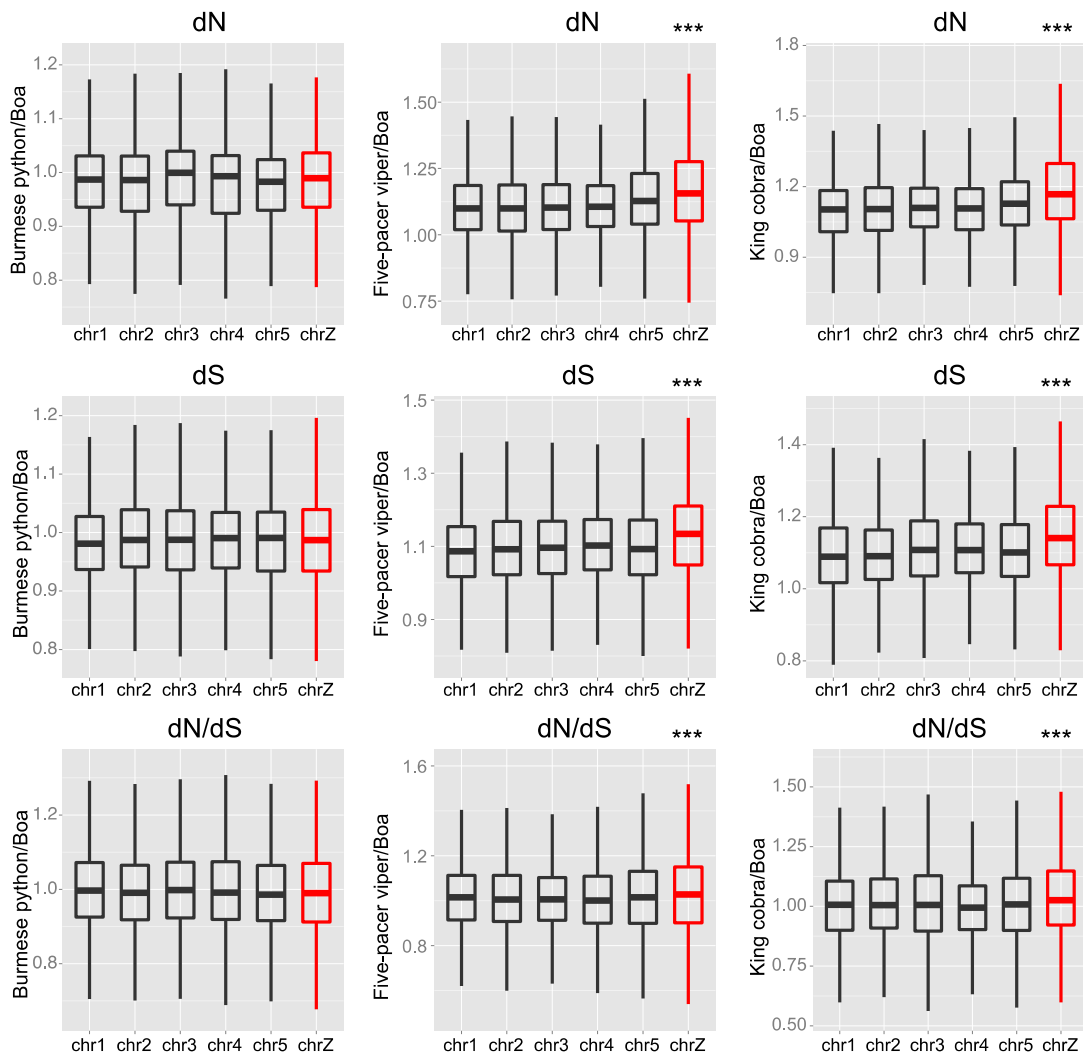 dN
dN
***
dN
***
Burmese python/Boa
1.2
1.1
1.0
0.9
0.8
chr1 chr2 chr3 chr4 chr5 chrZ
Five-pacer viper/Boa
1.50
1.25
1.00
0.75
chr1 chr2 chr3 chr4 chr5 chrZ
King cobra/Boa
1.8
1.5
1.2
0.9
chr1 chr2 chr3 chr4 chr5 chrZ
dS
dS
***
dS
***
Burmese python/Boa
1.2
1.1
1.0
0.9
0.8
chr1 chr2 chr3 chr4 chr5 chrZ
Five-pacer viper/Boa
1.5
1.3
1.1
0.9
chr1 chr2 chr3 chr4 chr5 chrZ
King cobra/Boa
1.4
1.2
1.0
0.8
chr1 chr2 chr3 chr4 chr5 chrZ
dN/dS
dN/dS
***
dN/dS
***
Burmese python/Boa
1.2
1.0
0.8
chr1 chr2 chr3 chr4 chr5 chrZ
Five-pacer viper/Boa
1.6
1.2
0.8
chr1 chr2 chr3 chr4 chr5 chrZ
King cobra/Boa
1.50
1.25
1.00
0.75
0.50
chr1 chr2 chr3 chr4 chr5 chrZ